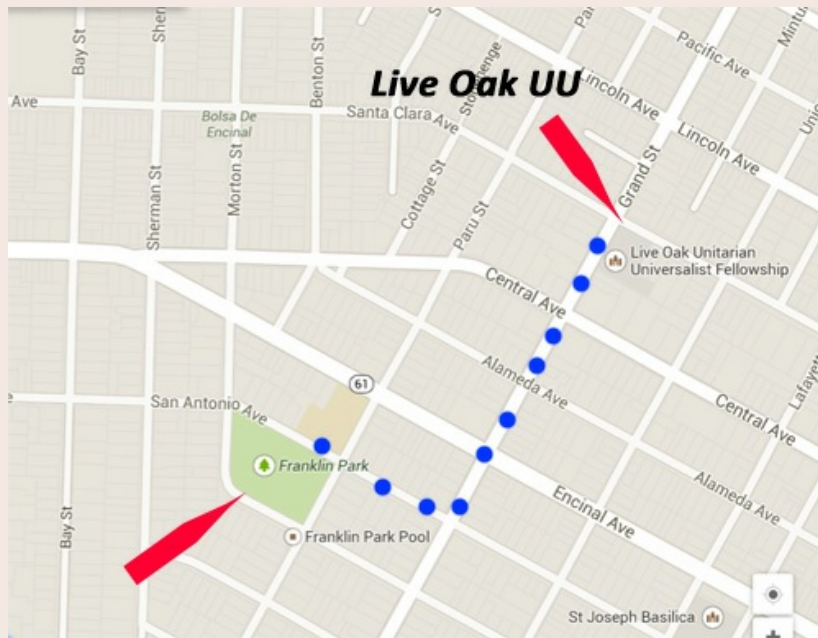 Bay St
Benton St
Pacific Ave
Live Oak UU
Lincoln Ave
Ave
Bolsa De
Encinal
Santa Clara Ave
Lincoln Ave
Grand St
Sherman St
Morton St
Cottage St
Paru St
Live Oak Unitarian
Universalist Fellowship
Central Ave
Alameda Ave
61
Lafayet
San Antonio Ave
Central Ave
Franklin Park
Alameda Ave
Encinal Ave
Bay St
Franklin Park Pool
St Joseph Basilica